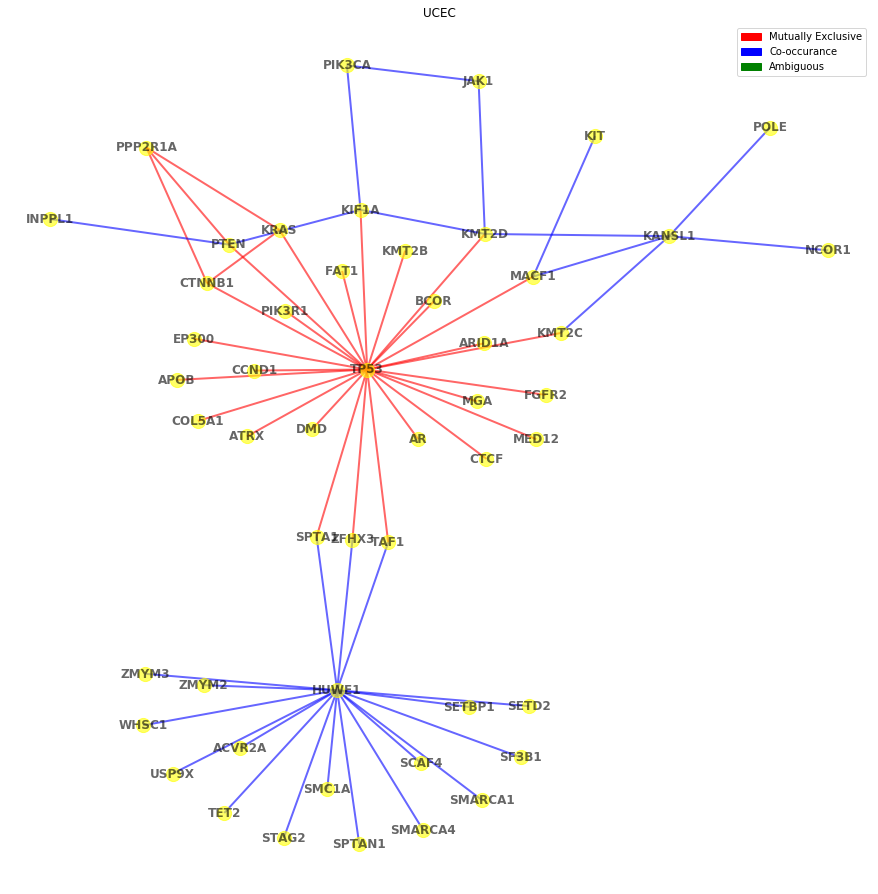 UCEC
Mutually Exclusive
Co-occurance
Ambiguous
PIK3CA
JAK1
POLE
KIT
PPP2R1A
KIF1A
INPPL1
KRAS
KMT2D
KANSL1
PTEN
KMT2B
NCOR1
FAT1
MACF1
CTNNB1
BCOR
PIK3R1
KMT2C
EP300
ARID1A
TP53
CCND1
APOB
FGFR2
MGA
COL5A1
DMD
ATRX
AR
MED12
CTCF
SPTA1
ZFHX3
TAF1
ZMYM3
ZMYM2
HUWE1
SETBP1
SETD2
WHSC1
ACVR2A
SF3B1
SCAF4
USP9X
SMC1A
SMARCA1
TET2
SMARCA4
STAG2
SPTAN1